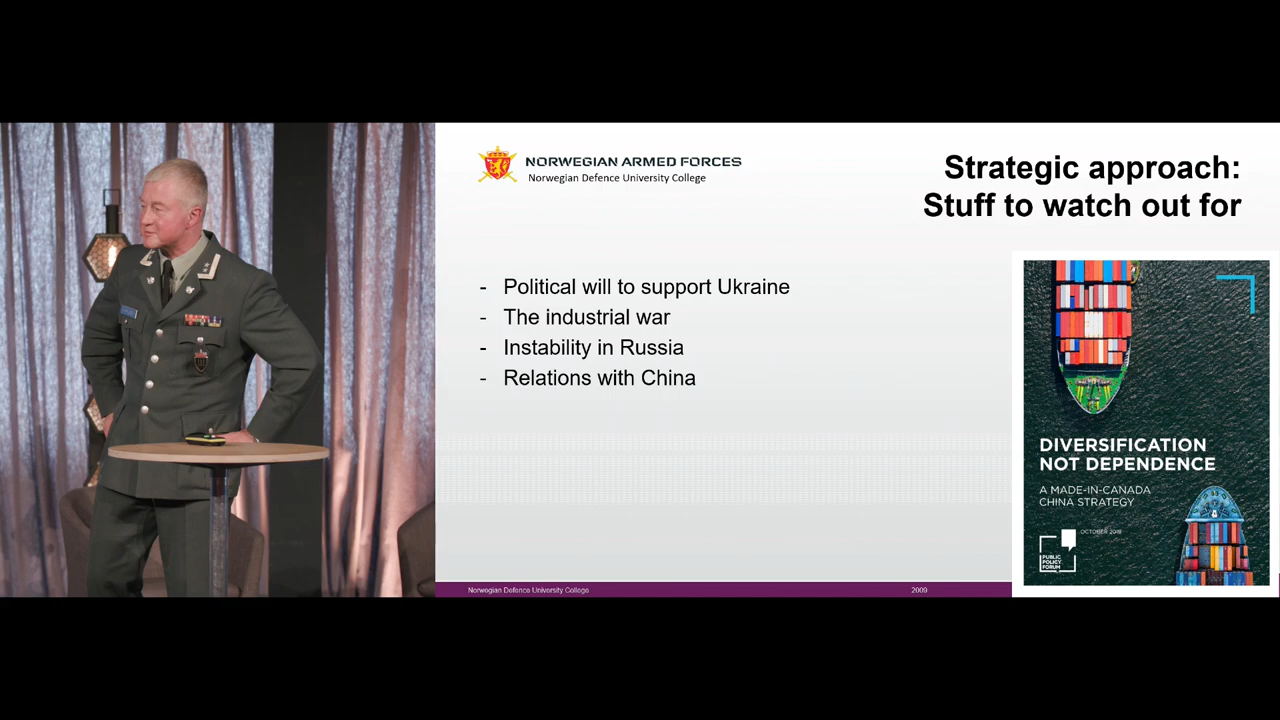 NORWEGIAN ARMED FORCES
Norwegian Defence University College
Strategic approach:
Stuff to watch out for
- Political will to support Ukraine
- The industrial war
- Instability in Russia
- Relations with China
DIVERSIFICATION
NOT DEPENDENCE
A MADE-IN-CANADA
CHINA STRATEGY
OCTOBER 2018
PUBLIC
POLICY
FORUM
Norwegian Defence University College
2009